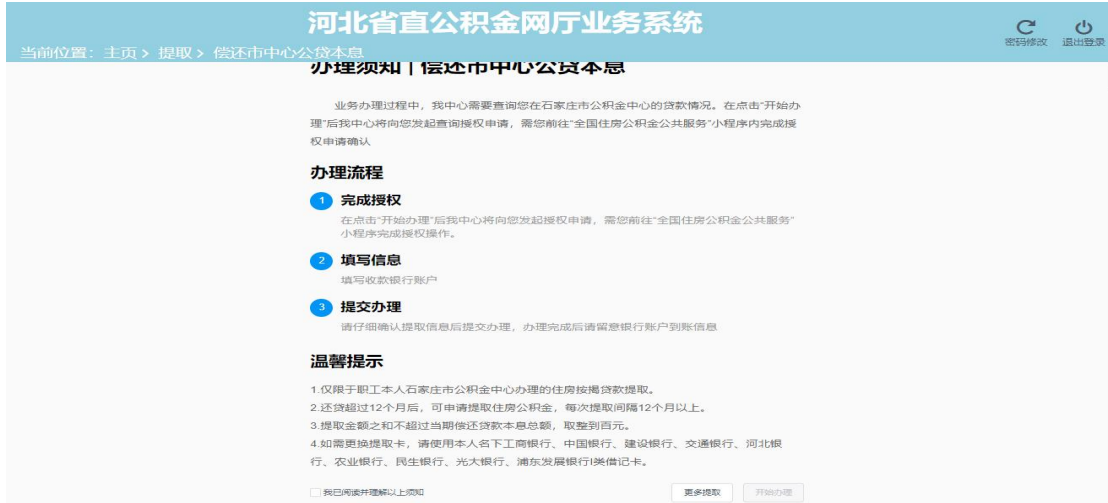 河北省直公积金网厅业务系统
密码修改 退出登录
当前位置：主页> 提取> 偿还市中心公贷本息
办理须知 | 偿还市中心公贷本息
业务办理过程中，我中心需要查询您在石家庄市公积金中心的贷款情况。在点击“开始办
理”后我中心将向您发起查询授权申请，需您前往“全国住房公积金公共服务”小程序内完成授
权申请确认
办理流程
1 完成授权
在点击“开始办理”后我中心将向您发起授权申请，需您前往“全国住房公积金公共服务”
小程序完成授权操作。
2 填写信息
填写收款银行账户
3 提交办理
请仔细确认提取信息后提交办理，办理完成后请留意银行账户到账信息
温馨提示
1.仅限于职工本人石家庄市公积金中心办理的住房按揭贷款提取。
2.还贷超过12个月后，可申请提取住房公积金，每次提取间隔12个月以上。
3.提取金额之和不超过当期偿还贷款本息总额，取整到百元。
4.如需更换提取卡，请使用本人名下工商银行、中国银行、建设银行、交通银行、河北银
行、农业银行、民生银行、光大银行、浦东发展银行I类借记卡。
我已阅读并理解以上须知 更多提取 开始办理